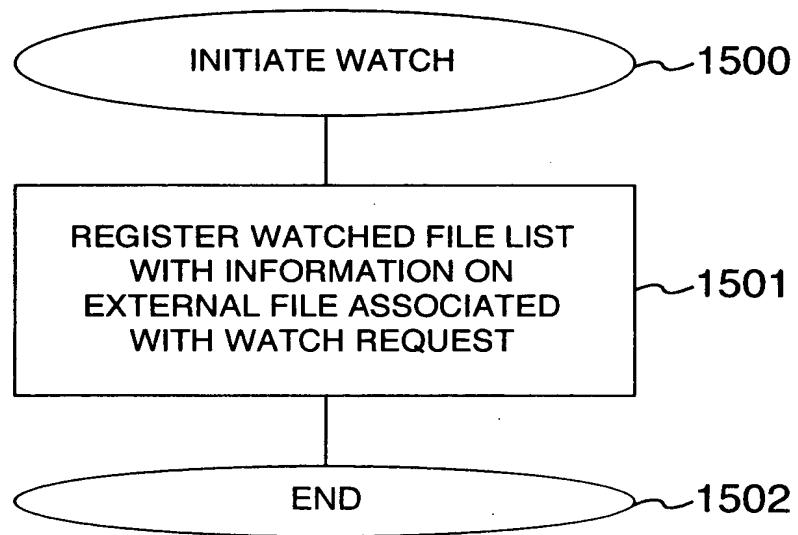 INITIATE WATCH
1500
REGISTER WATCHED FILE LIST
WITH INFORMATION ON
EXTERNAL FILE ASSOCIATED
WITH WATCH REQUEST
1501
END
1502